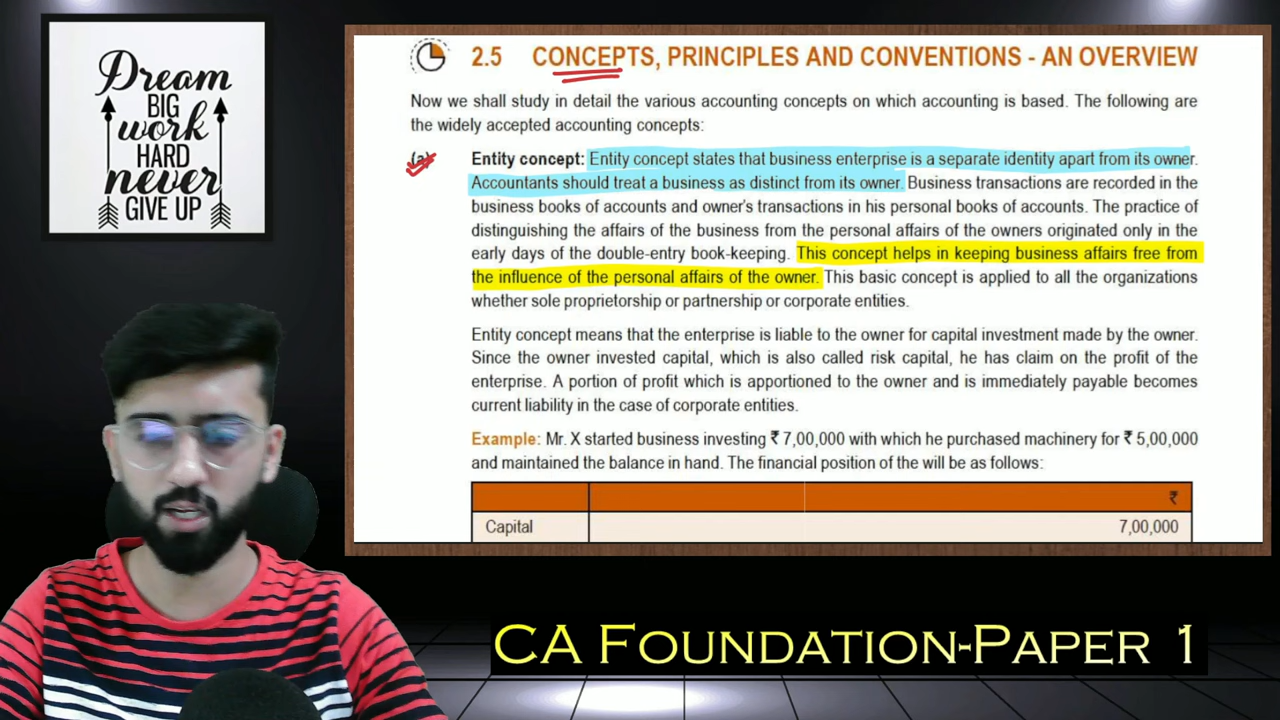 Dream
BIG
work
HARD
never
GIVE UP
2.5 CONCEPTS, PRINCIPLES AND CONVENTIONS - AN OVERVIEW
Now we shall study in detail the various accounting concepts on which accounting is based. The following are
the widely accepted accounting concepts:
(a) Entity concept: Entity concept states that business enterprise is a separate identity apart from its owner.
Accountants should treat a business as distinct from its owner. Business transactions are recorded in the
business books of accounts and owner's transactions in his personal books of accounts. The practice of
distinguishing the affairs of the business from the personal affairs of the owners originated only in the
early days of the double-entry book-keeping. This concept helps in keeping business affairs free from
the influence of the personal affairs of the owner. This basic concept is applied to all the organizations
whether sole proprietorship or partnership or corporate entities.
Entity concept means that the enterprise is liable to the owner for capital investment made by the owner.
Since the owner invested capital, which is also called risk capital, he has claim on the profit of the
enterprise. A portion of profit which is apportioned to the owner and is immediately payable becomes
current liability in the case of corporate entities.
Example: Mr. X started business investing ₹ 7,00,000 with which he purchased machinery for ₹ 5,00,000
and maintained the balance in hand. The financial position of the will be as follows:
₹
Capital 7,00,000
CA FOUNDATION-PAPER 1